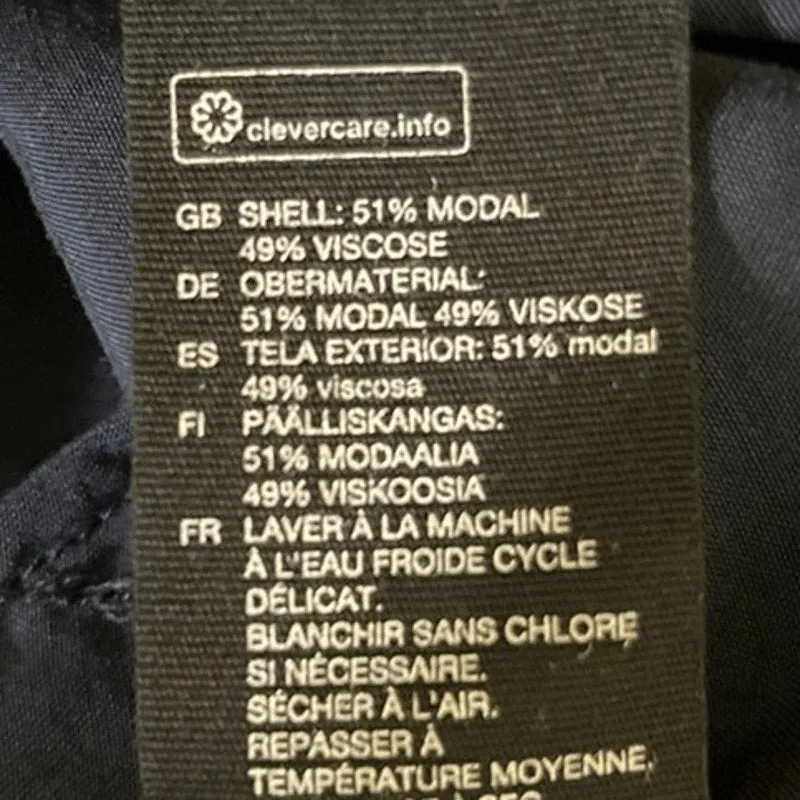 clevercare.info
GB SHELL: 51% MODAL
49% VISCOSE
DE OBERMATERIAL:
51% MODAL 49% VISKOSE
ES TELA EXTERIOR: 51% modal
49% viscosa
FI PÄÄLLISKANGAS:
51% MODAALIA
49% VISKOOSIA
FR LAVER À LA MACHINE
À L'EAU FROIDE CYCLE
DÉLICAT.
BLANCHIR SANS CHLORE
SI NÉCESSAIRE.
SÉCHER À L'AIR.
REPASSER À
TEMPÉRATURE MOYENNE.